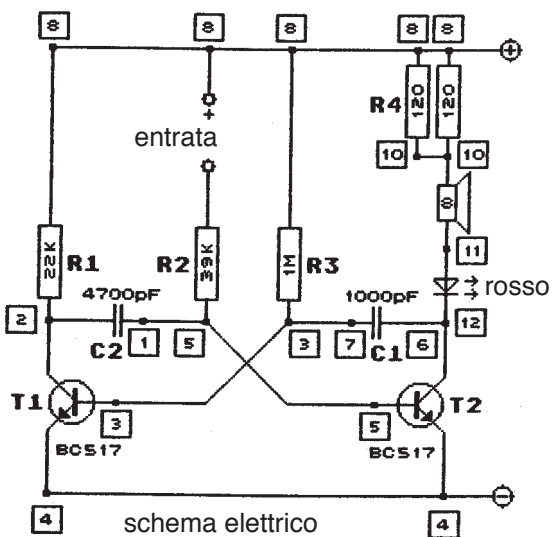 8 8 8 8 8
+
R4 120 120
+
entrata
10 10
8
R1 22K R2 39K 1M R3
11
rosso
4700pF 1000pF
2 1 5 3 7 6 12
C2 C1
T1 3 5 T2
BC517 BC517
4 schema elettrico 4